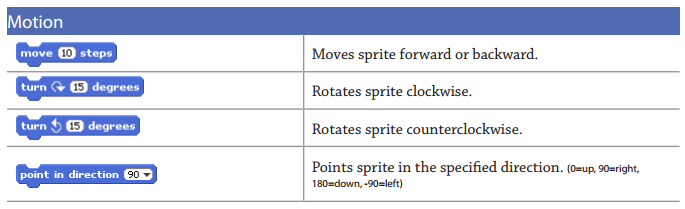 Motion
move 10 steps
Moves sprite forward or backward.
turn 15 degrees
Rotates sprite clockwise.
turn 15 degrees
Rotates sprite counterclockwise.
point in direction 90
Points sprite in the specified direction. (0=up, 90=right,
180=down, -90=left)